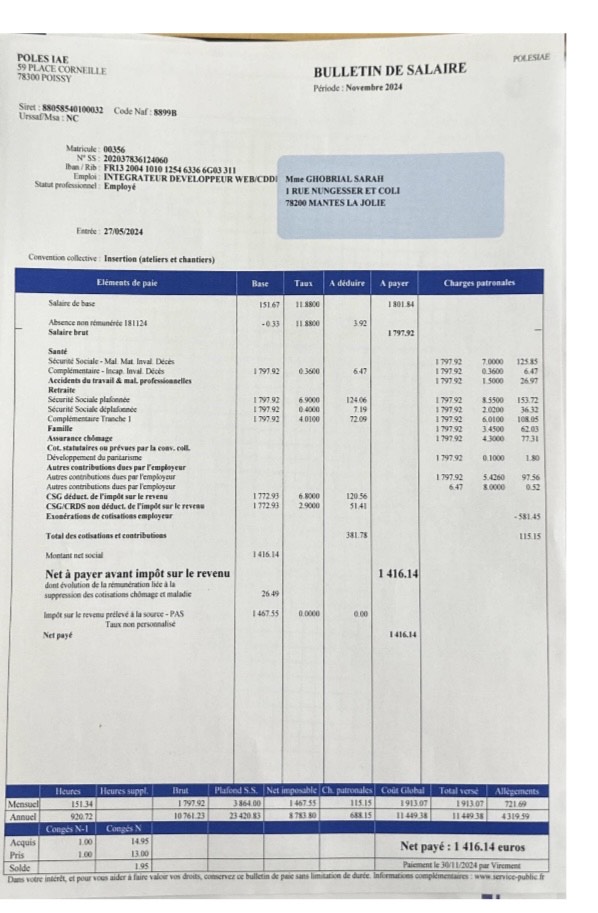 POLES IAE
59 PLACE CORNEILLE
78300 POISSY
BULLETIN DE SALAIRE
POLESIAE
Période : Novembre 2024
Siret : 88058540100032 Code Naf : 8899B
Urssaf/Msa : NC
Matricule : 00356
N° SS : 202037836124060
Iban / Rib : FR13 2004 1010 1254 6336 6G03 311
Emploi : INTEGRATEUR DEVELOPPEUR WEB/CDDI
Statut professionnel : Employé
Mme GHOBRIAL SARAH
1 RUE NUNGESSER ET COLI
78200 MANTES LA JOLIE
Entrée : 27/05/2024
Convention collective : Insertion (ateliers et chantiers)
Eléments de paie Base Taux A déduire A payer Charges patronales
Salaire de base 151.67 11.8800 1 801.84
Absence non rémunérée 181124 -0.33 11.8800 3.92
Salaire brut 1 797.92
Santé
Sécurité Sociale - Mal. Mat. Inval. Décès 1 797.92 7.0000 125.85
Complémentaire - Incap. Inval. Décès 1 797.92 0.3600 6.47 1 797.92 0.3600 6.47
Accidents du travail & mal. professionnelles 1 797.92 1.5000 26.97
Retraite
Sécurité Sociale plafonnée 1 797.92 6.9000 124.06 1 797.92 8.5500 153.72
Sécurité Sociale déplafonnée 1 797.92 0.4000 7.19 1 797.92 2.0200 36.32
Complémentaire Tranche 1 1 797.92 4.0100 72.09 1 797.92 6.0100 108.05
Famille 1 797.92 3.4500 62.03
Assurance chômage 1 797.92 4.3000 77.31
Cot. statutaires ou prévues par la conv. coll.
Développement du paritarisme 1 797.92 0.1000 1.80
Autres contributions dues par l'employeur
Autres contributions dues par l'employeur 1 797.92 5.4260 97.56
Autres contributions dues par l'employeur 6.47 8.0000 0.52
CSG déduct. de l'impôt sur le revenu 1 772.93 6.8000 120.56
CSG/CRDS non déduct. de l'impôt sur le revenu 1 772.93 2.9000 51.41
Exonérations de cotisations employeur -581.45
Total des cotisations et contributions 381.78 115.15
Montant net social 1 416.14
Net à payer avant impôt sur le revenu 1 416.14
dont évolution de la rémunération liée à la
suppression des cotisations chômage et maladie 26.49
Impôt sur le revenu prélevé à la source - PAS 1 467.55 0.0000 0.00
Taux non personnalisé
Net payé 1 416.14
Heures Heures suppl. Brut Plafond S.S. Net imposable Ch. patronales Coût Global Total versé Allègements
Mensuel 151.34 1 797.92 3 864.00 1 467.55 115.15 1 913.07 1 913.07 721.69
Annuel 920.72 10 761.23 23 420.83 8 783.80 688.15 11 449.38 11 449.38 4 319.59
Congés N-1 Congés N
Acquis 1.00 14.95
Pris 1.00 13.00
Solde 1.95
Net payé : 1 416.14 euros
Paiement le 30/11/2024 par Virement
Dans votre intérêt, et pour vous aider à faire valoir vos droits, conservez ce bulletin de paie sans limitation de durée. Informations complémentaires : www.service-public.fr